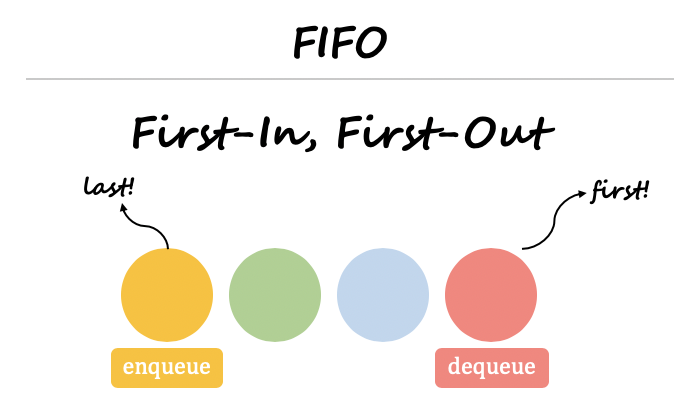 FIFO
First-In, First-Out
last!
first!
enqueue
dequeue